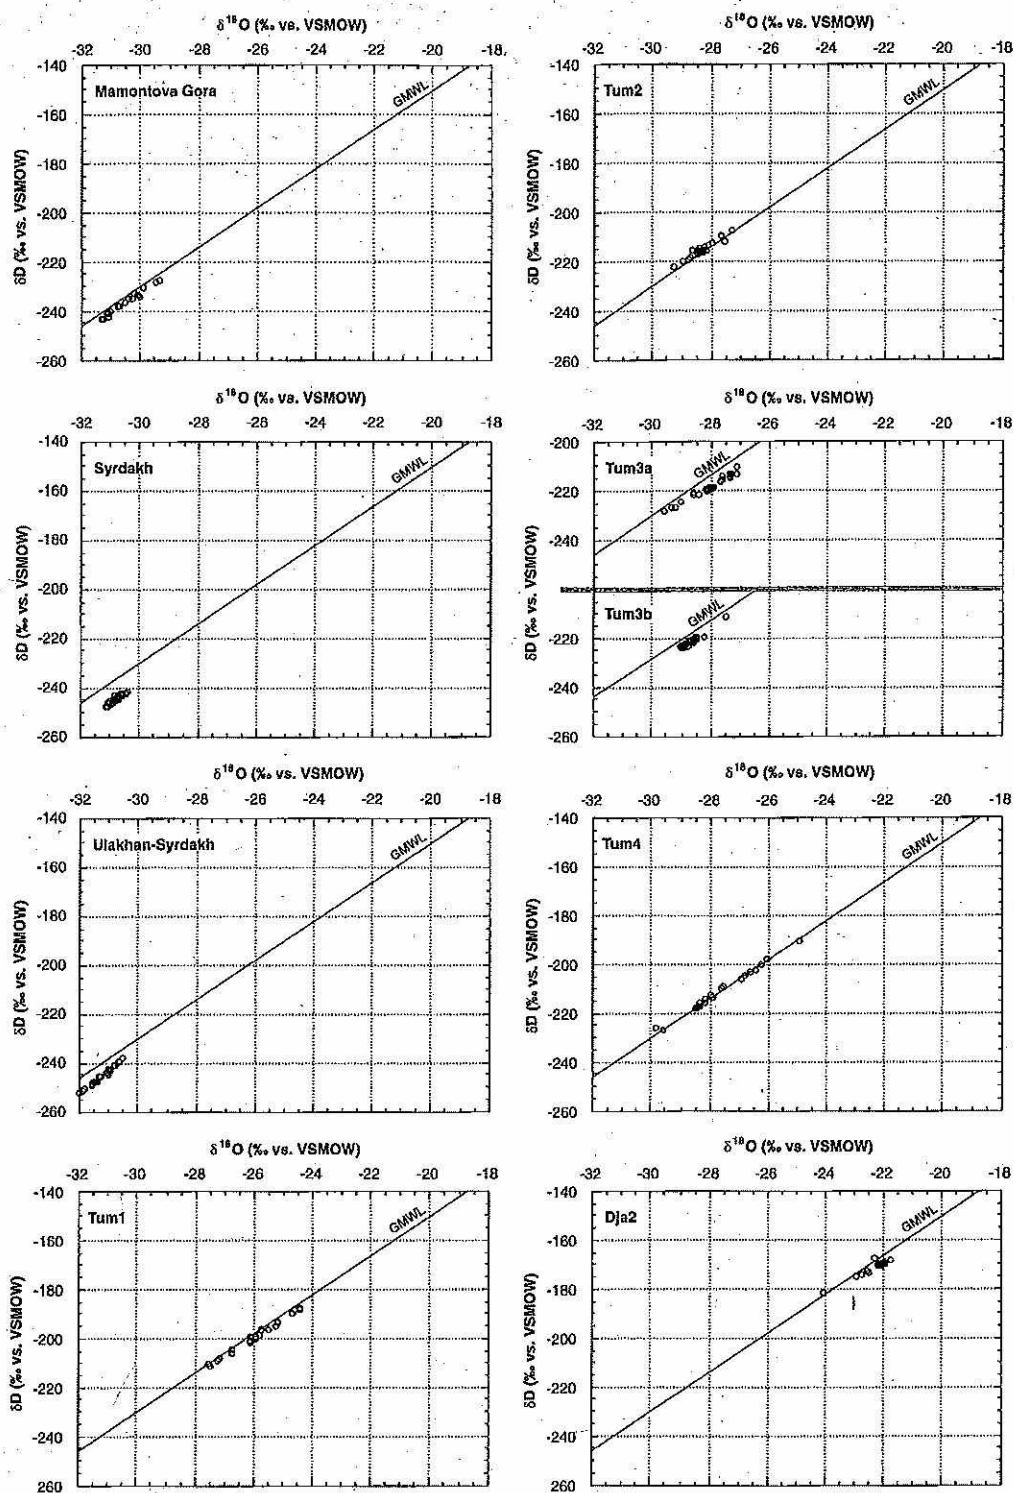 δ¹⁸O (‰ vs. VSMOW)
-32 -30 -28 -26 -24 -22 -20 -18
-140
-160
-180
-200
-220
-240
-260
δD (‰ vs. VSMOW)
Mamontova Gora
GMWL
δ¹⁸O (‰ vs. VSMOW)
-32 -30 -28 -26 -24 -22 -20 -18
-140
-160
-180
-200
-220
-240
-260
δD (‰ vs. VSMOW)
Tum2
GMWL
δ¹⁸O (‰ vs. VSMOW)
-32 -30 -28 -26 -24 -22 -20 -18
-140
-160
-180
-200
-220
-240
-260
δD (‰ vs. VSMOW)
Syrdakh
GMWL
δ¹⁸O (‰ vs. VSMOW)
-32 -30 -28 -26 -24 -22 -20 -18
-200
-220
-240
-220
-240
-260
δD (‰ vs. VSMOW)
Tum3a
GMWL
Tum3b
GMWL
δ¹⁸O (‰ vs. VSMOW)
-32 -30 -28 -26 -24 -22 -20 -18
-140
-160
-180
-200
-220
-240
-260
δD (‰ vs. VSMOW)
Ulakhan-Syrdakh
GMWL
δ¹⁸O (‰ vs. VSMOW)
-32 -30 -28 -26 -24 -22 -20 -18
-140
-160
-180
-200
-220
-240
-260
δD (‰ vs. VSMOW)
Tum4
GMWL
δ¹⁸O (‰ vs. VSMOW)
-32 -30 -28 -26 -24 -22 -20 -18
-140
-160
-180
-200
-220
-240
-260
δD (‰ vs. VSMOW)
Tum1
GMWL
δ¹⁸O (‰ vs. VSMOW)
-32 -30 -28 -26 -24 -22 -20 -18
-140
-160
-180
-200
-220
-240
-260
δD (‰ vs. VSMOW)
Dja2
GMWL